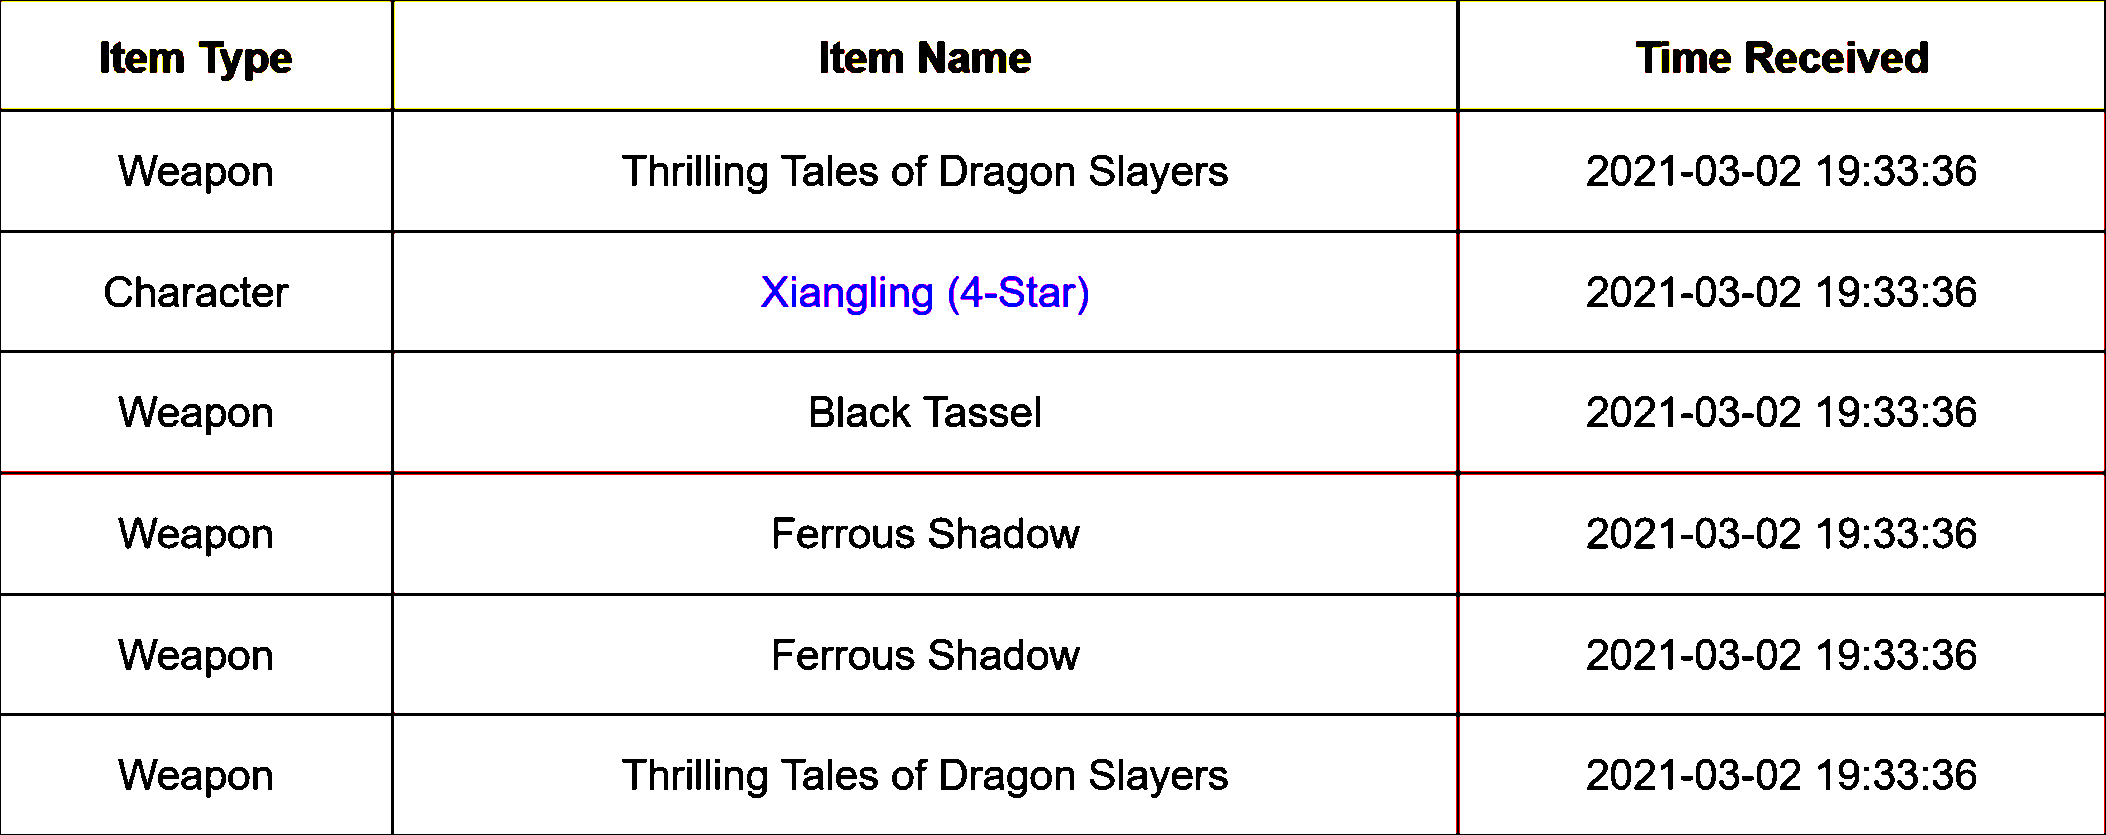 Item Type Item Name Time Received
Weapon Thrilling Tales of Dragon Slayers 2021-03-02 19:33:36
Character Xiangling (4-Star) 2021-03-02 19:33:36
Weapon Black Tassel 2021-03-02 19:33:36
Weapon Ferrous Shadow 2021-03-02 19:33:36
Weapon Ferrous Shadow 2021-03-02 19:33:36
Weapon Thrilling Tales of Dragon Slayers 2021-03-02 19:33:36